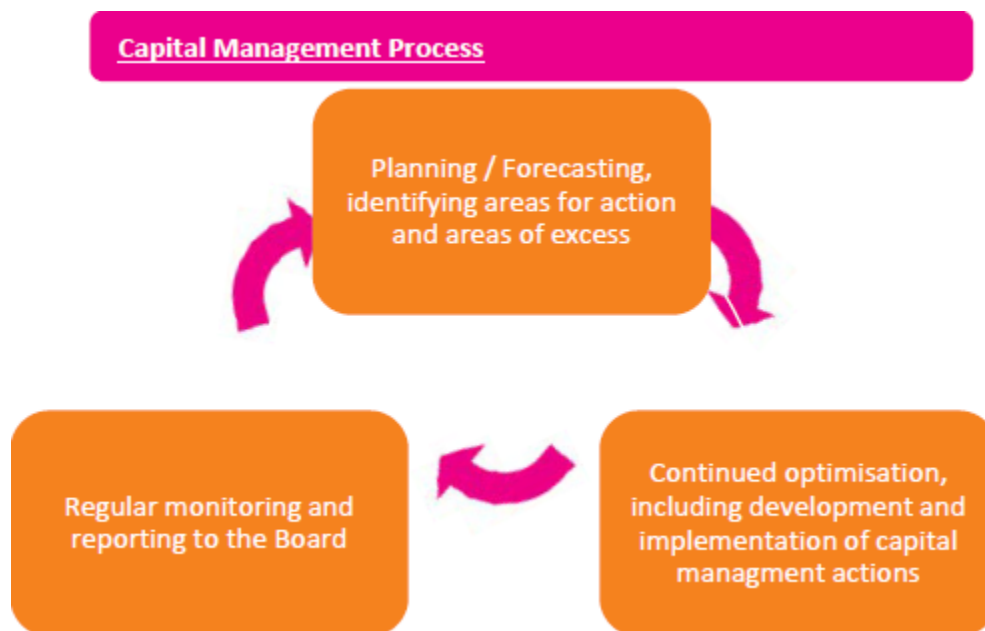 Capital Management Process
Planning / Forecasting,
identifying areas for action
and areas of excess
Regular monitoring and
reporting to the Board
Continued optimisation,
including development and
implementation of capital
managment actions